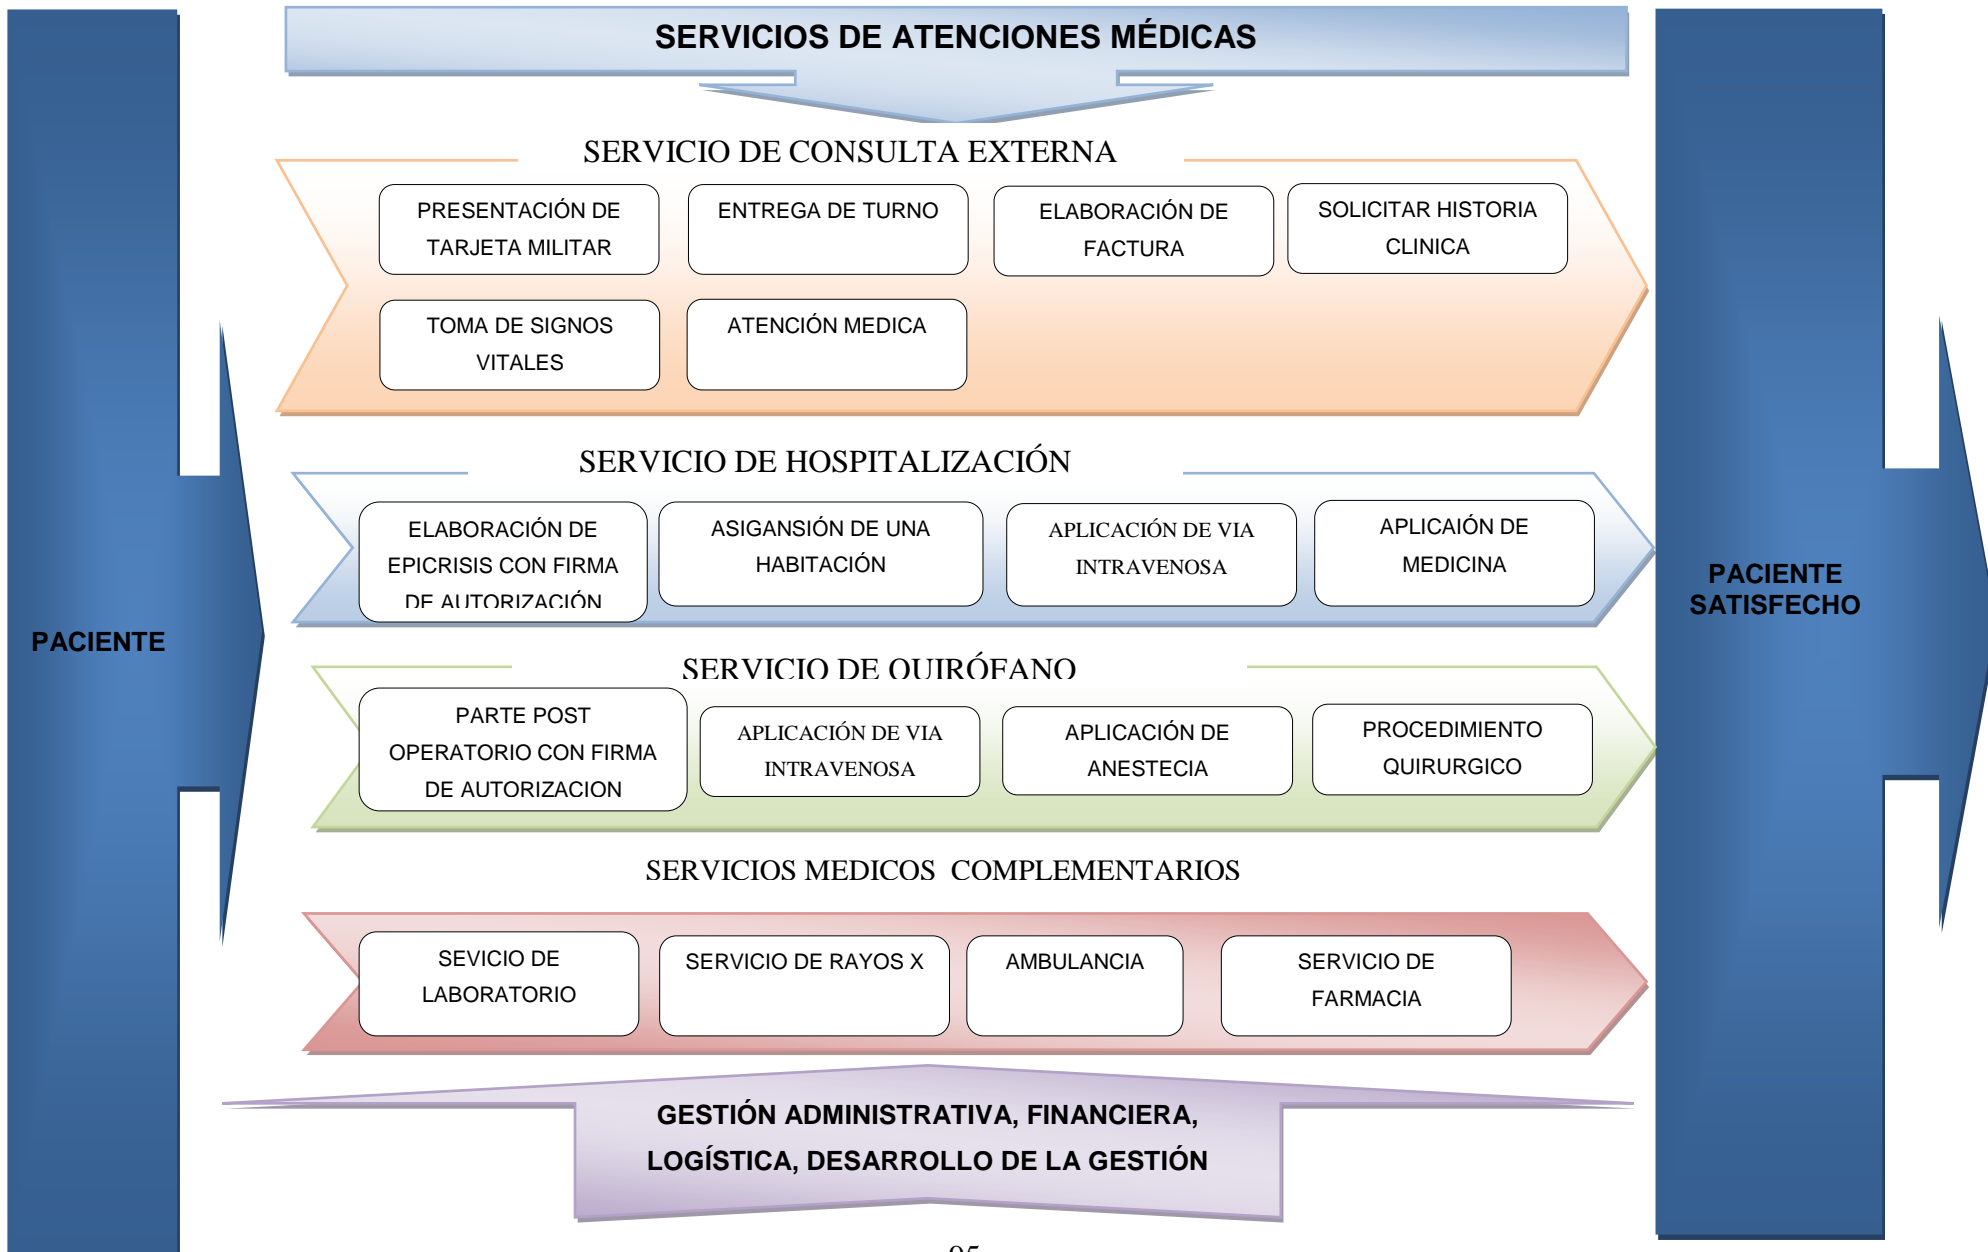 SERVICIOS DE ATENCIONES MÉDICAS
SERVICIO DE CONSULTA EXTERNA
PRESENTACIÓN DE
TARJETA MILITAR
ENTREGA DE TURNO
ELABORACIÓN DE
FACTURA
SOLICITAR HISTORIA
CLINICA
TOMA DE SIGNOS
VITALES
ATENCIÓN MEDICA
SERVICIO DE HOSPITALIZACIÓN
ELABORACIÓN DE
EPICRISIS CON FIRMA
DE AUTORIZACIÓN
ASIGANSIÓN DE UNA
HABITACIÓN
APLICACIÓN DE VIA
INTRAVENOSA
APLICAIÓN DE
MEDICINA
PACIENTE
PACIENTE
SATISFECHO
SERVICIO DE QUIRÓFANO
PARTE POST
OPERATORIO CON FIRMA
DE AUTORIZACION
APLICACIÓN DE VIA
INTRAVENOSA
APLICACIÓN DE
ANESTECIA
PROCEDIMIENTO
QUIRURGICO
SERVICIOS MEDICOS  COMPLEMENTARIOS
SEVICIO DE
LABORATORIO
SERVICIO DE RAYOS X
AMBULANCIA
SERVICIO DE
FARMACIA
GESTIÓN ADMINISTRATIVA, FINANCIERA,
LOGÍSTICA, DESARROLLO DE LA GESTIÓN